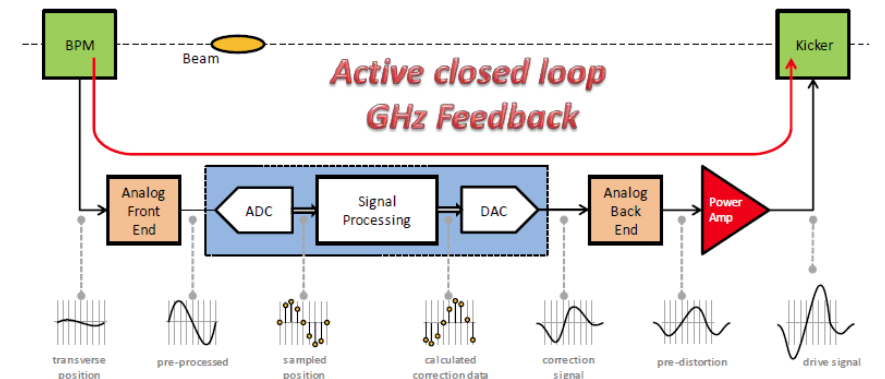 BPM
Beam
Kicker
Active closed loop
GHz Feedback
Analog
Front
End
ADC
Signal
Processing
DAC
Analog
Back
End
Power
Amp
transverse
position
pre-processed
sampled
position
calculated
correction data
correction
signal
pre-distortion
drive signal